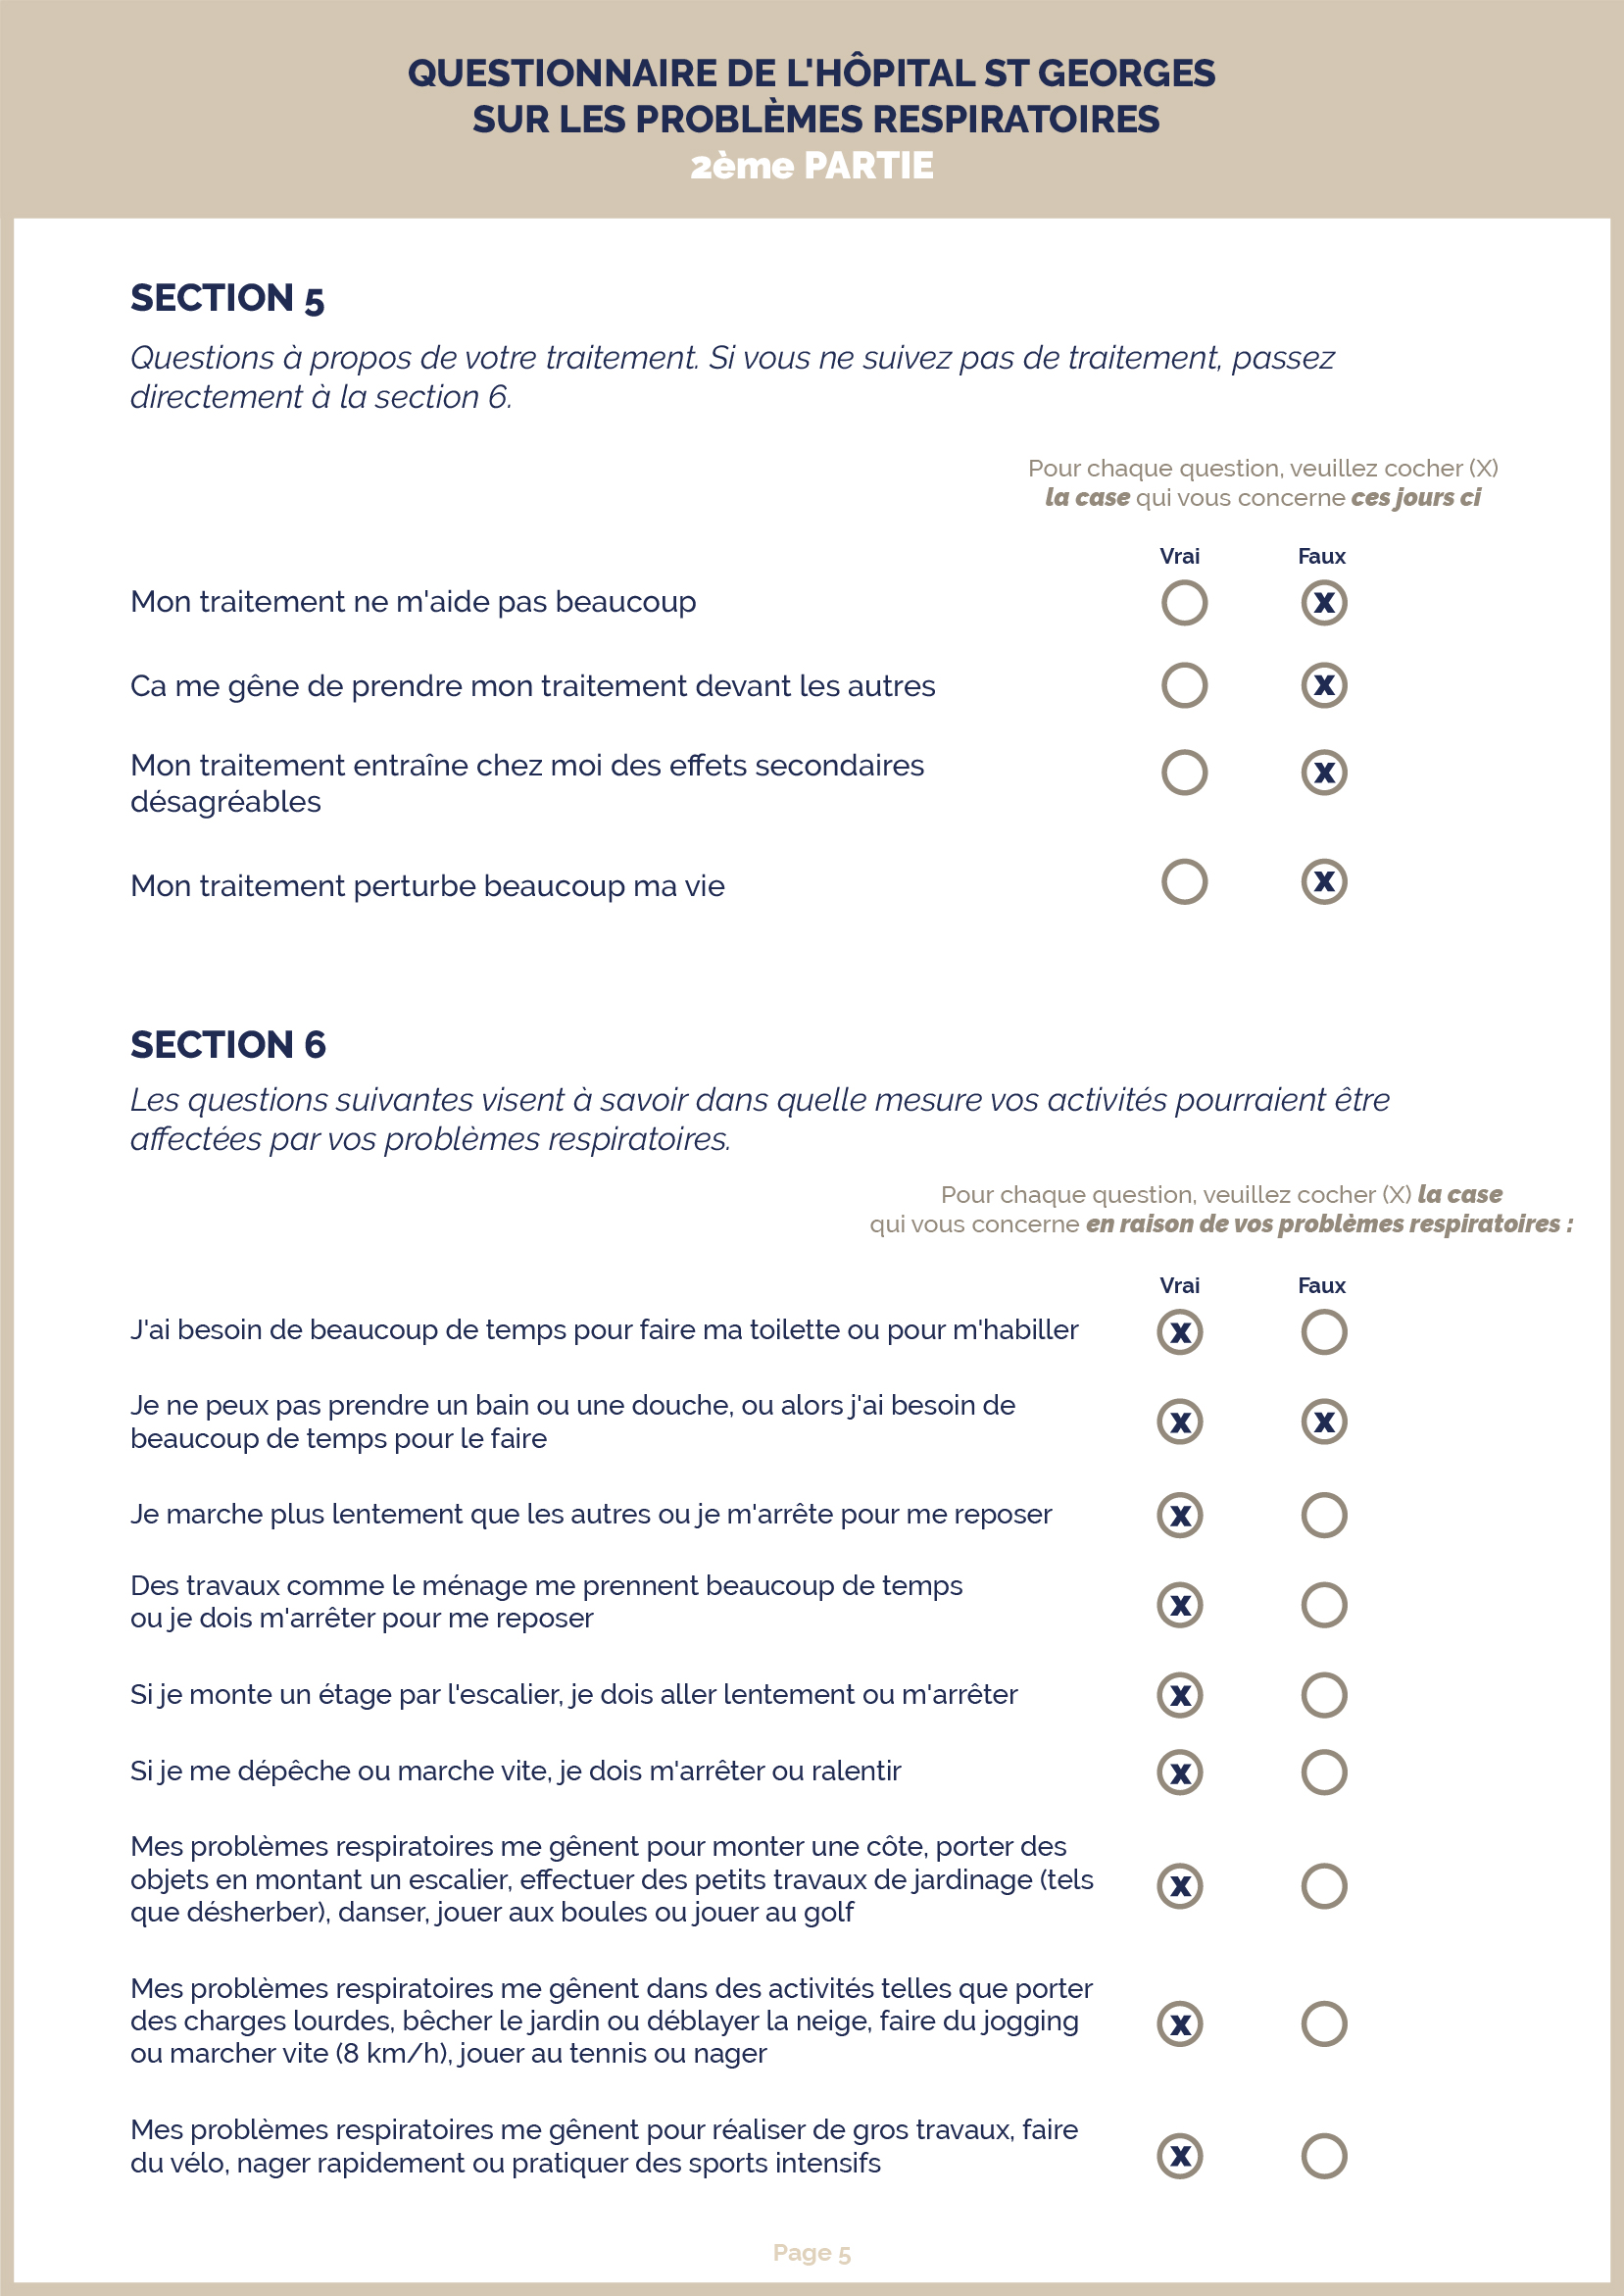 QUESTIONNAIRE DE L'HÔPITAL ST GEORGES
SUR LES PROBLÈMES RESPIRATOIRES
2ème PARTIE
SECTION 5
Questions à propos de votre traitement. Si vous ne suivez pas de traitement, passez
directement à la section 6.
Pour chaque question, veuillez cocher (X)
la case qui vous concerne ces jours ci
Vrai Faux
Mon traitement ne m'aide pas beaucoup X
Ca me gêne de prendre mon traitement devant les autres X
Mon traitement entraîne chez moi des effets secondaires
désagréables X
Mon traitement perturbe beaucoup ma vie X
SECTION 6
Les questions suivantes visent à savoir dans quelle mesure vos activités pourraient être
affectées par vos problèmes respiratoires.
Pour chaque question, veuillez cocher (X) la case
qui vous concerne en raison de vos problèmes respiratoires :
Vrai Faux
J'ai besoin de beaucoup de temps pour faire ma toilette ou pour m'habiller X
Je ne peux pas prendre un bain ou une douche, ou alors j'ai besoin de
beaucoup de temps pour le faire X X
Je marche plus lentement que les autres ou je m'arrête pour me reposer X
Des travaux comme le ménage me prennent beaucoup de temps
ou je dois m'arrêter pour me reposer X
Si je monte un étage par l'escalier, je dois aller lentement ou m'arrêter X
Si je me dépêche ou marche vite, je dois m'arrêter ou ralentir X
Mes problèmes respiratoires me gênent pour monter une côte, porter des
objets en montant un escalier, effectuer des petits travaux de jardinage (tels
que désherber), danser, jouer aux boules ou jouer au golf X
Mes problèmes respiratoires me gênent dans des activités telles que porter
des charges lourdes, bêcher le jardin ou déblayer la neige, faire du jogging
ou marcher vite (8 km/h), jouer au tennis ou nager X
Mes problèmes respiratoires me gênent pour réaliser de gros travaux, faire
du vélo, nager rapidement ou pratiquer des sports intensifs X
Page 5